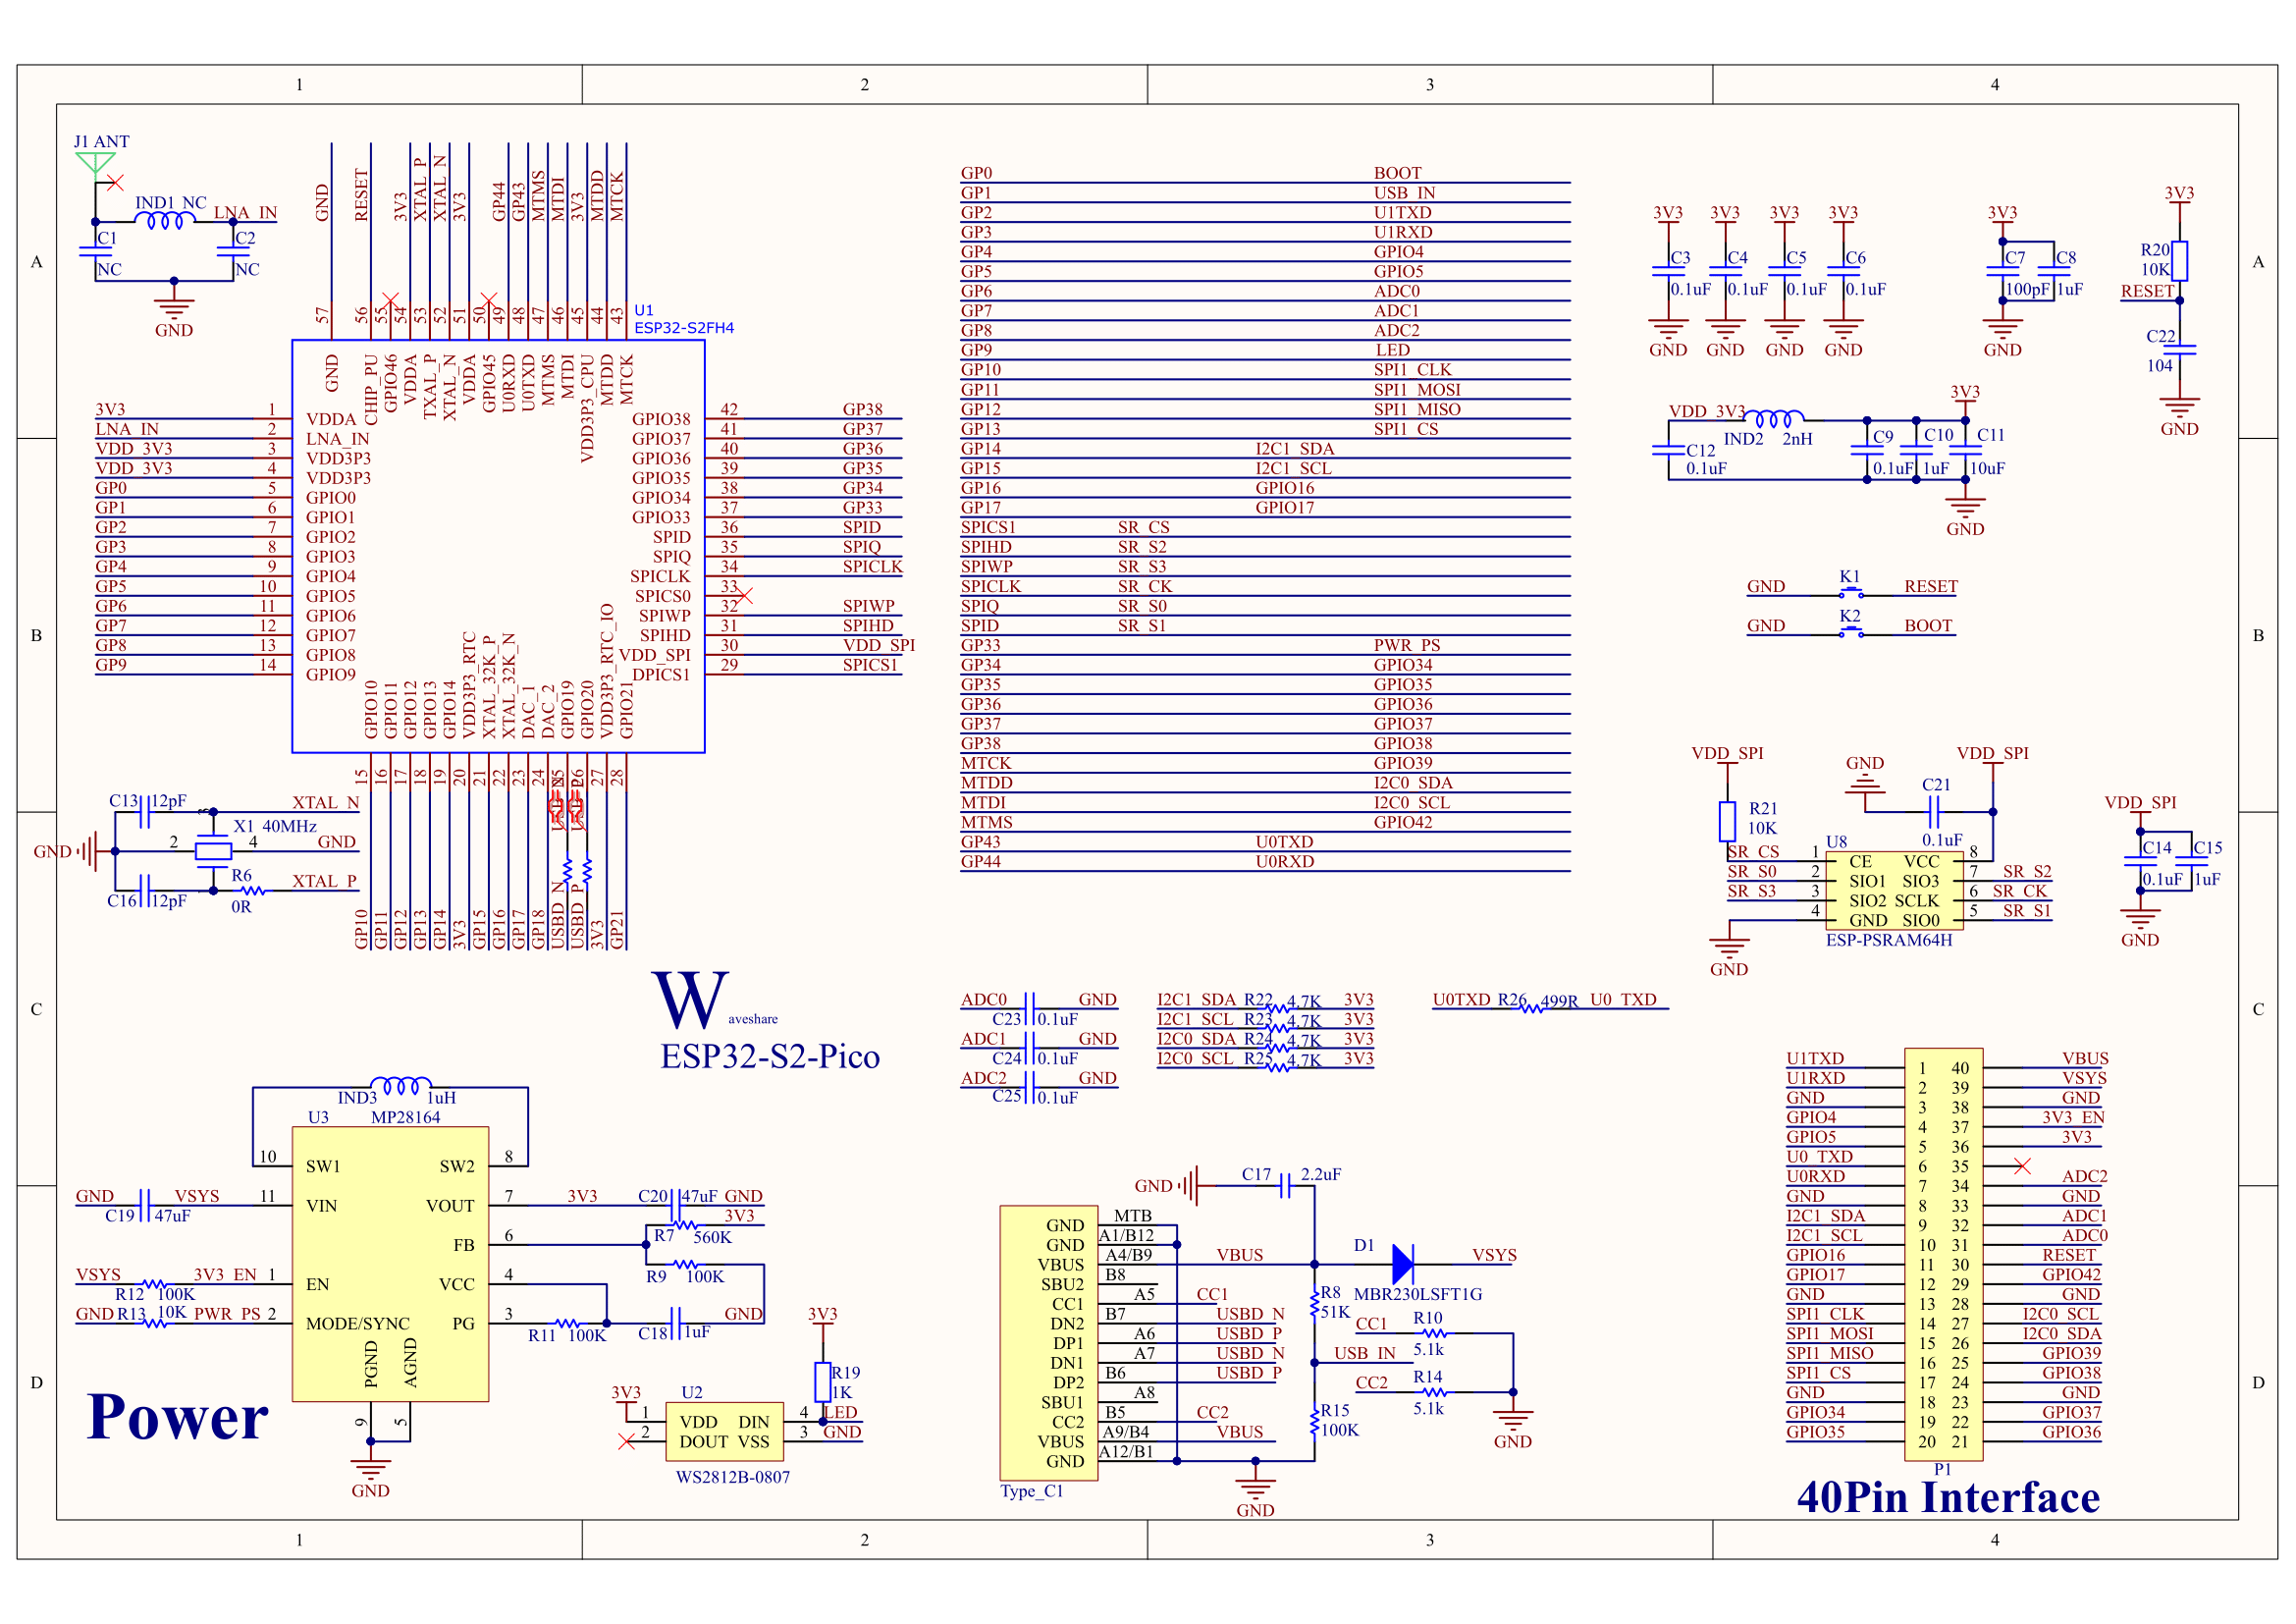 1 2 3 4
A
B
C
D
J1 ANT
IND1 NC LNA_IN
C1 C2
NC NC
GND
GND
RESET
3V3
XTAL_P
XTAL_N
3V3
GP44
GP43
MTMS
MTDI
3V3
MTDD
MTCK
57 56 55 54 53 52 51 50 49 48 47 46 45 44 43
U1
ESP32-S2FH4
GND
CHIP_PU
GPIO46
VDDA
TXAL_P
XTAL_N
VDDA
GPIO45
U0RXD
U0TXD
MTMS
MTDI
VDD3P3_CPU
MTDD
MTCK
3V3 1 VDDA
LNA_IN 2 LNA_IN
VDD_3V3 3 VDD3P3
VDD_3V3 4 VDD3P3
GP0 5 GPIO0
GP1 6 GPIO1
GP2 7 GPIO2
GP3 8 GPIO3
GP4 9 GPIO4
GP5 10 GPIO5
GP6 11 GPIO6
GP7 12 GPIO7
GP8 13 GPIO8
GP9 14 GPIO9
GPIO38 42 GP38
GPIO37 41 GP37
GPIO36 40 GP36
GPIO35 39 GP35
GPIO34 38 GP34
GPIO33 37 GP33
SPID 36 SPID
SPIQ 35 SPIQ
SPICLK 34 SPICLK
SPICS0 33
SPIWP 32 SPIWP
SPIHD 31 SPIHD
VDD_SPI 30 VDD_SPI
DPICS1 29 SPICS1
GPIO10
GPIO11
GPIO12
GPIO13
GPIO14
VDD3P3_RTC
XTAL_32K_P
XTAL_32K_N
DAC_1
DAC_2
GPIO19
GPIO20
VDD3P3_RTC_IO
GPIO21
15 16 17 18 19 20 21 22 23 24 25 26 27 28
GP10
GP11
GP12
GP13
GP14
3V3
GP15
GP16
GP17
GP18
USBD_N
USBD_P
3V3
GP21
C13 12pF XTAL_N
X1 40MHz
GND 2 4 GND
R6 XTAL_P
C16 12pF 0R
GP0 BOOT
GP1 USB_IN
GP2 U1TXD
GP3 U1RXD
GP4 GPIO4
GP5 GPIO5
GP6 ADC0
GP7 ADC1
GP8 ADC2
GP9 LED
GP10 SPI1_CLK
GP11 SPI1_MOSI
GP12 SPI1_MISO
GP13 SPI1_CS
GP14 I2C1_SDA
GP15 I2C1_SCL
GP16 GPIO16
GP17 GPIO17
SPICS1 SR_CS
SPIHD SR_S2
SPIWP SR_S3
SPICLK SR_CK
SPIQ SR_S0
SPID SR_S1
GP33 PWR_PS
GP34 GPIO34
GP35 GPIO35
GP36 GPIO36
GP37 GPIO37
GP38 GPIO38
MTCK GPIO39
MTDD I2C0_SDA
MTDI I2C0_SCL
MTMS GPIO42
GP43 U0TXD
GP44 U0RXD
3V3 3V3 3V3 3V3 3V3 3V3
C3 C4 C5 C6 C7 C8
0.1uF 0.1uF 0.1uF 0.1uF 100pF 1uF
GND GND GND GND GND
R20
10K
RESET
C22
104
GND
VDD_3V3 3V3
IND2 2nH
C12 C9 C10 C11
0.1uF 0.1uF 1uF 10uF
GND
GND K1 RESET
GND K2 BOOT
VDD_SPI GND VDD_SPI
C21
0.1uF
R21
10K
U8
SR_CS 1 CE VCC 8
SR_S0 2 SIO1 SIO3 7 SR_S2
SR_S3 3 SIO2 SCLK 6 SR_CK
4 GND SIO0 5 SR_S1
ESP-PSRAM64H
GND
VDD_SPI
C14 C15
0.1uF 1uF
GND
Waveshare
ESP32-S2-Pico
ADC0 GND
C23 0.1uF
ADC1 GND
C24 0.1uF
ADC2 GND
C25 0.1uF
I2C1_SDA R22 4.7K 3V3
I2C1_SCL R23 4.7K 3V3
I2C0_SDA R24 4.7K 3V3
I2C0_SCL R25 4.7K 3V3
U0TXD R26 499R U0_TXD
IND3 1uH
U3 MP28164
10 SW1 SW2 8
GND VSYS 11 VIN VOUT 7 3V3 C20 47uF GND
C19 47uF
3V3
R7 560K
FB 6
R9 100K
VSYS 3V3_EN 1 EN VCC 4
R12 100K
GND R13 10K PWR_PS 2 MODE/SYNC PG 3 GND
R11 100K C18 1uF
PGND AGND
9 5
GND
Power
3V3
R19
1K
3V3 U2
1 VDD DIN 4 LED
2 DOUT VSS 3 GND
WS2812B-0807
GND C17 2.2uF
GND MTB
GND A1/B12
VBUS A4/B9 VBUS
SBU2 B8
CC1 A5 CC1
DN2 B7 USBD_N
DP1 A6 USBD_P
DN1 A7 USBD_N
DP2 B6 USBD_P
SBU1 A8
CC2 B5 CC2
VBUS A9/B4 VBUS
GND A12/B1
Type_C1
GND
D1 VSYS
MBR230LSFT1G
R8
51K
USB_IN
R15
100K
CC1 R10
5.1k
CC2 R14
5.1k
GND
U1TXD 1 40 VBUS
U1RXD 2 39 VSYS
GND 3 38 GND
GPIO4 4 37 3V3_EN
GPIO5 5 36 3V3
U0_TXD 6 35
U0RXD 7 34 ADC2
GND 8 33 GND
I2C1_SDA 9 32 ADC1
I2C1_SCL 10 31 ADC0
GPIO16 11 30 RESET
GPIO17 12 29 GPIO42
GND 13 28 GND
SPI1_CLK 14 27 I2C0_SCL
SPI1_MOSI 15 26 I2C0_SDA
SPI1_MISO 16 25 GPIO39
SPI1_CS 17 24 GPIO38
GND 18 23 GND
GPIO34 19 22 GPIO37
GPIO35 20 21 GPIO36
P1
40Pin Interface
A
B
C
D
1 2 3 4